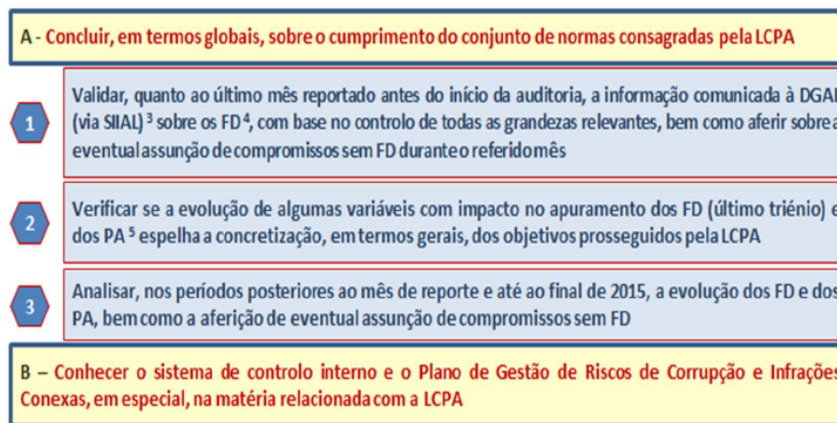 A - Concluir, em termos globais, sobre o cumprimento do conjunto de normas consagradas pela LCPA
Validar, quanto ao último mês reportado antes do início da auditoria, a informação comunicada à DGAL
1
(via SIIAL) ³ sobre os FD ⁴, com base no controlo de todas as grandezas relevantes, bem como aferir sobre a
eventual assunção de compromissos sem FD durante o referido mês
Verificar se a evolução de algumas variáveis com impacto no apuramento dos FD (último triénio) e
2
dos PA ⁵ espelha a concretização, em termos gerais, dos objetivos prosseguidos pela LCPA
Analisar, nos períodos posteriores ao mês de reporte e até ao final de 2015, a evolução dos FD e dos
3
PA, bem como a aferição de eventual assunção de compromissos sem FD
B – Conhecer o sistema de controlo interno e o Plano de Gestão de Riscos de Corrupção e Infrações
Conexas, em especial, na matéria relacionada com a LCPA